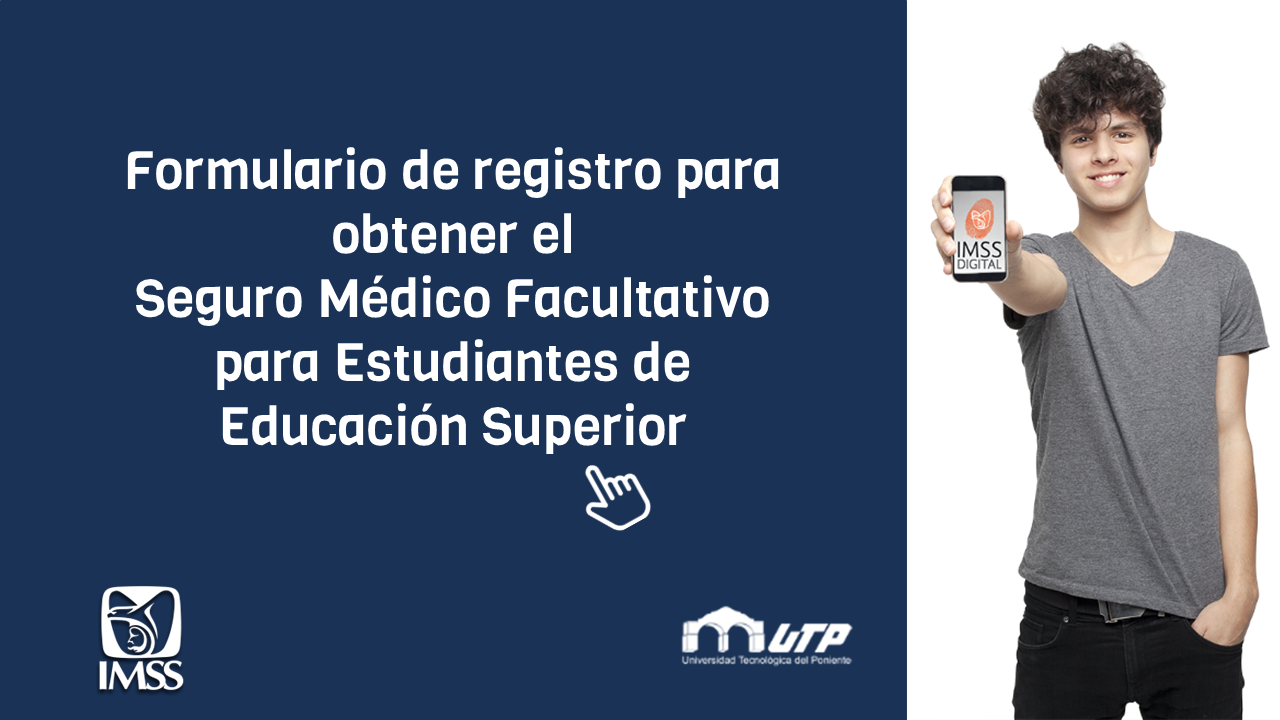 Formulario de registro para
obtener el
Seguro Médico Facultativo
para Estudiantes de
Educación Superior
IMSS
DIGITAL
IMSS
UTP
Universidad Tecnológica del Poniente